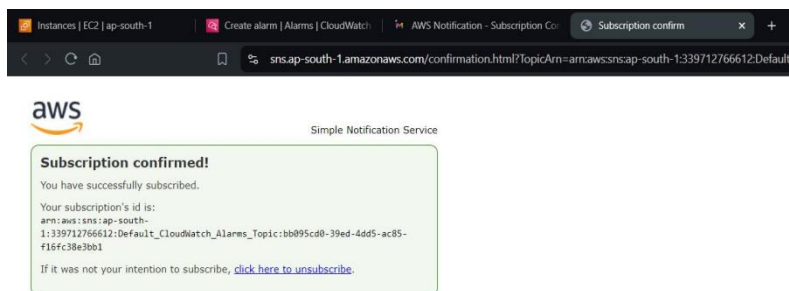 Instances | EC2 | ap-south-1
Create alarm | Alarms | CloudWatch
AWS Notification - Subscription Con
Subscription confirm
sns.ap-south-1.amazonaws.com/confirmation.html?TopicArn=arn:aws:sns:ap-south-1:339712766612:Default
aws
Simple Notification Service
Subscription confirmed!
You have successfully subscribed.
Your subscription's id is:
arn:aws:sns:ap-south-
1:339712766612:Default_CloudWatch_Alarms_Topic:bb095cd0-39ed-4dd5-ac85-
f16fc38e3bb1
If it was not your intention to subscribe, click here to unsubscribe.